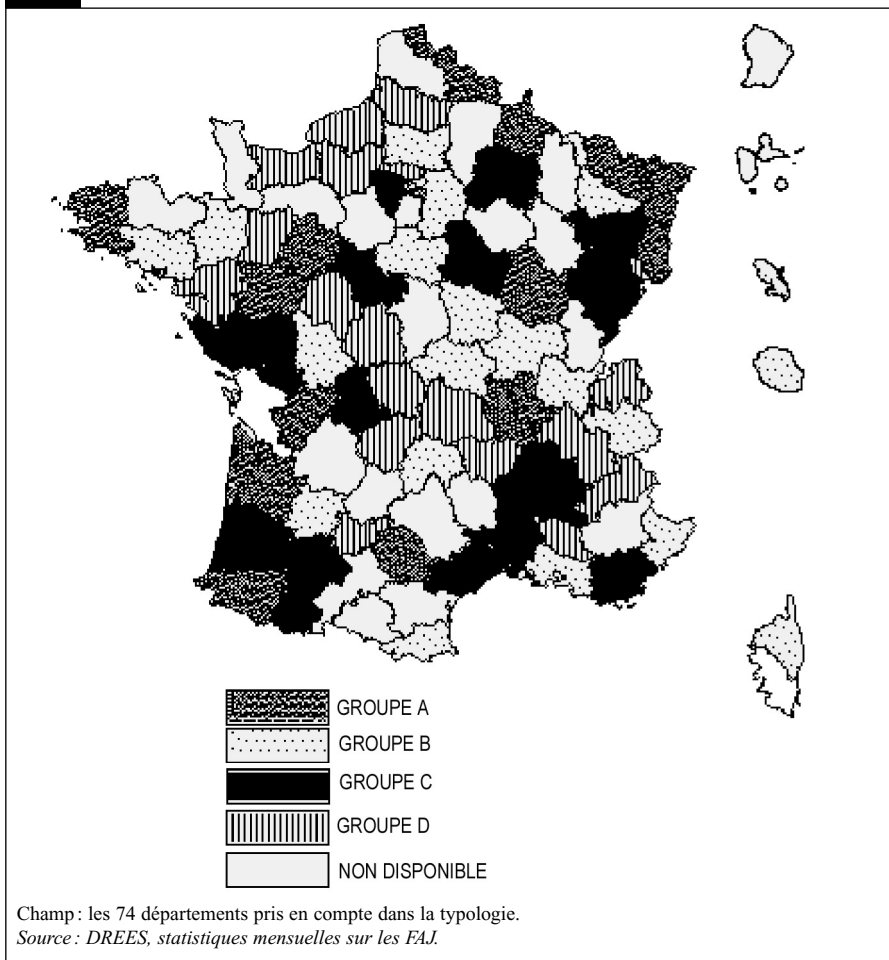 GROUPE A
GROUPE B
GROUPE C
GROUPE D
NON DISPONIBLE
Champ : les 74 départements pris en compte dans la typologie.
Source : DREES, statistiques mensuelles sur les FAJ.